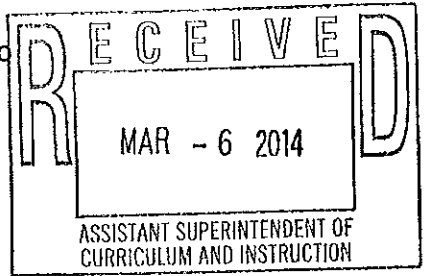 RECEIVED
MAR - 6 2014
ASSISTANT SUPERINTENDENT OF
CURRICULUM AND INSTRUCTION